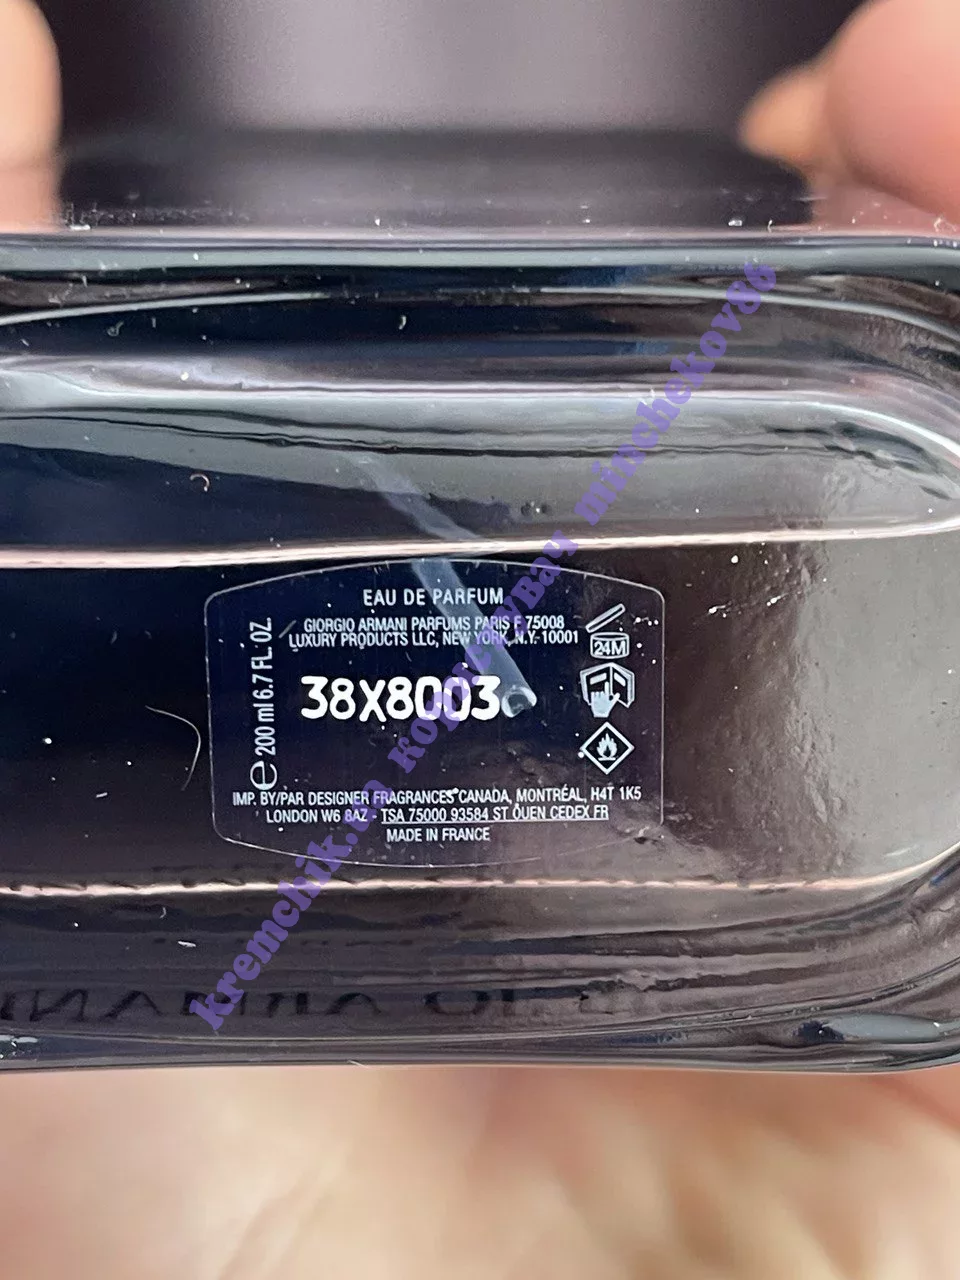 EAU DE PARFUM
GIORGIO ARMANI PARFUMS PARIS F 75008
LUXURY PRODUCTS LLC, NEW YORK, N.Y. 10001
24M
38X8003
e 200 ml 6.7 FL. OZ.
IMP. BY/PAR DESIGNER FRAGRANCES CANADA, MONTRÉAL, H4T 1K5
LONDON W6 8AZ - TSA 75000 93584 ST OUEN CEDEX FR
MADE IN FRANCE
ARMANI
minchekov86